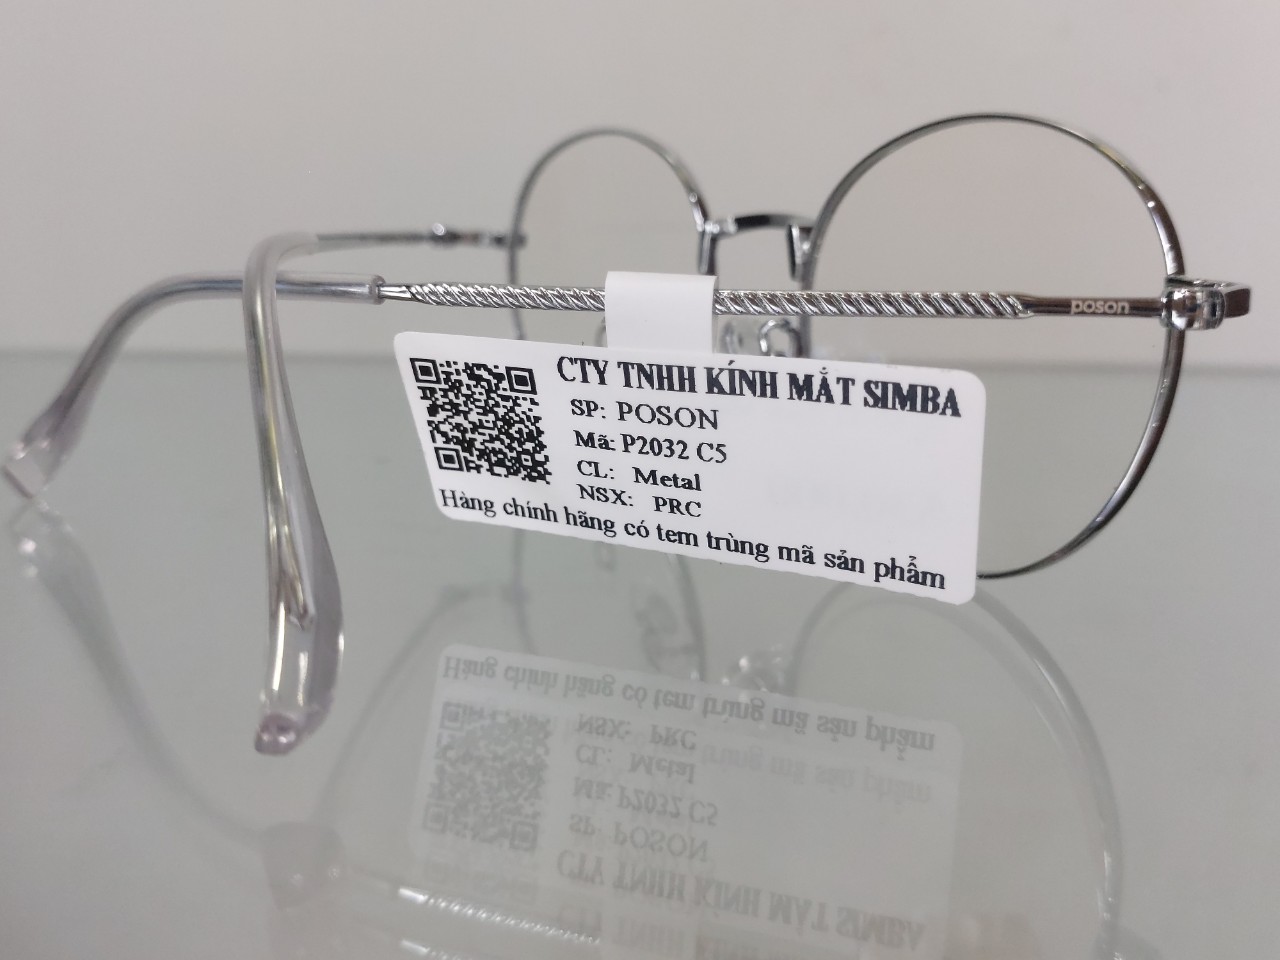 poson
CTY TNHH KÍNH MẮT SIMBA
SP: POSON
Mã: P2032 C5
CL: Metal
NSX: PRC
Hàng chính hãng có tem trùng mã sản phẩm